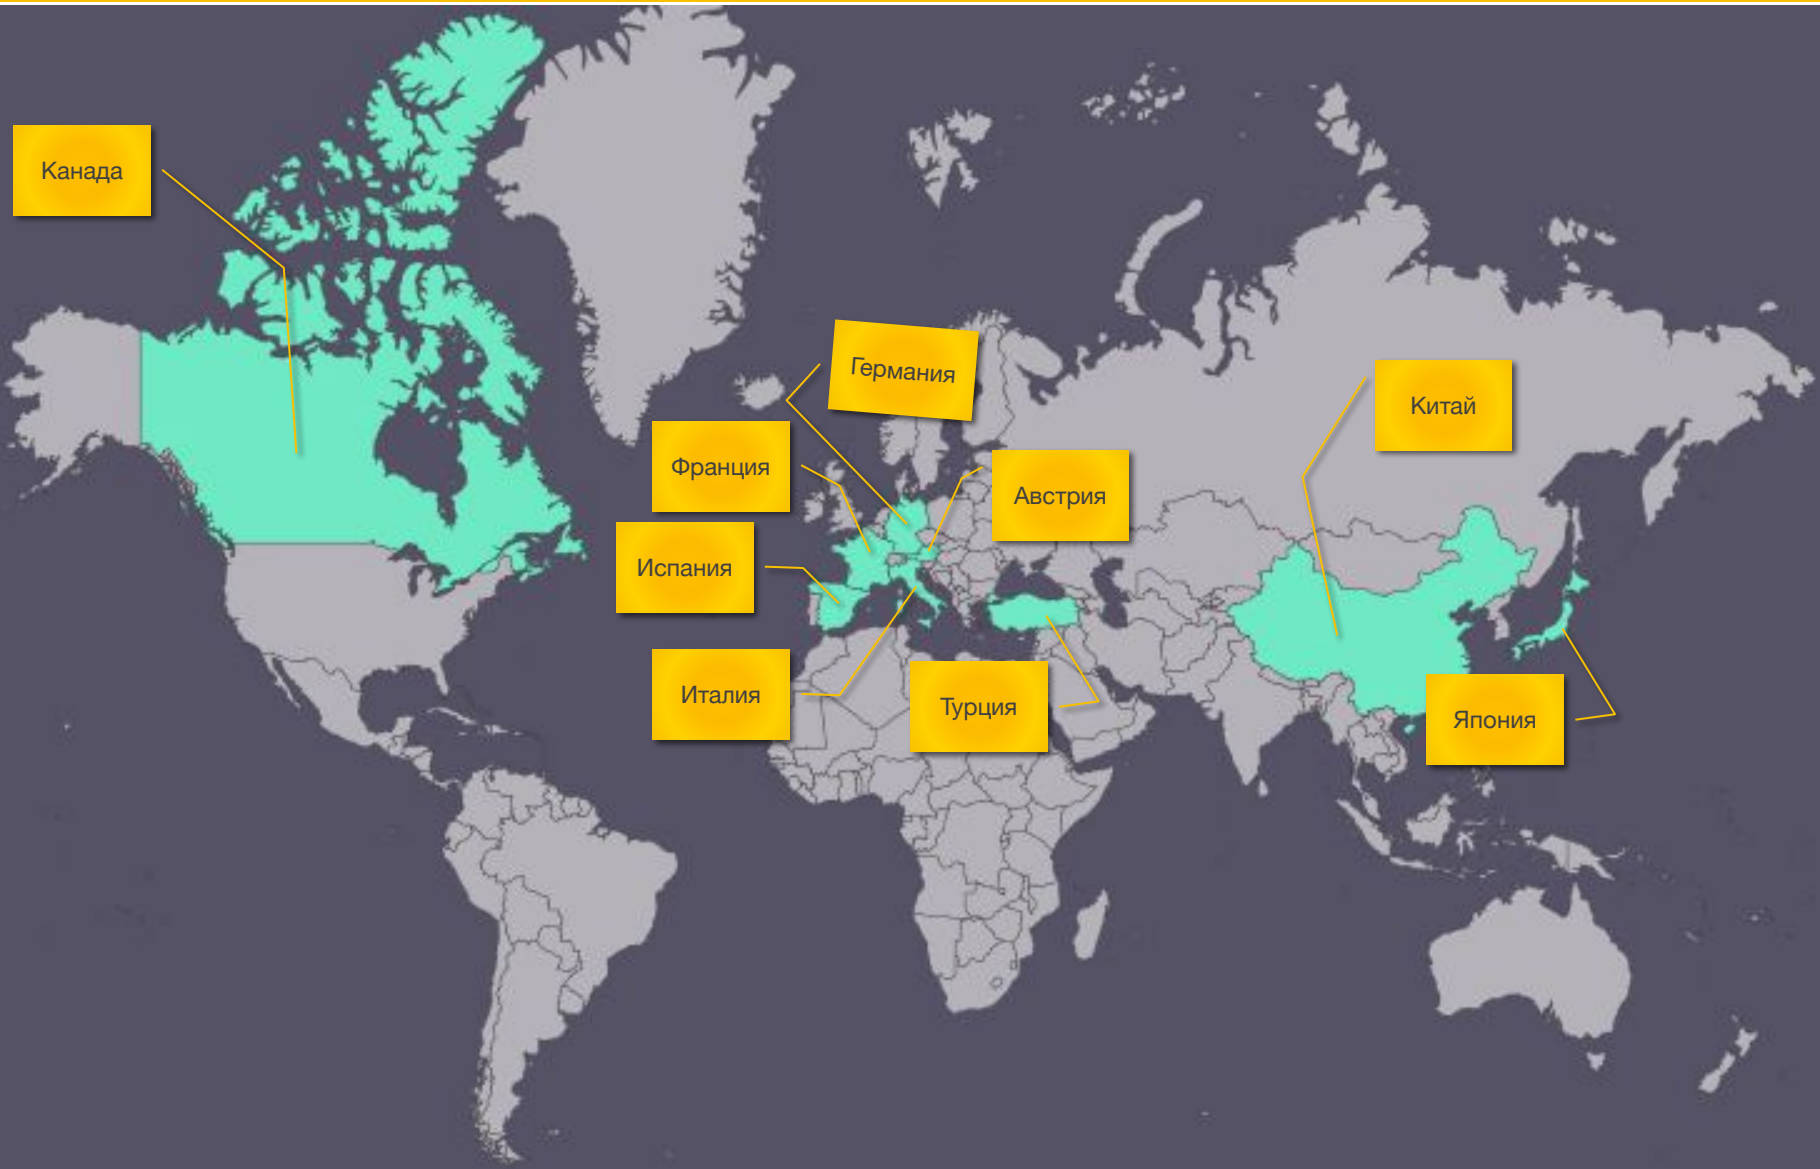 Канада
Германия
Китай
Франция
Австрия
Испания
Италия
Турция
Япония